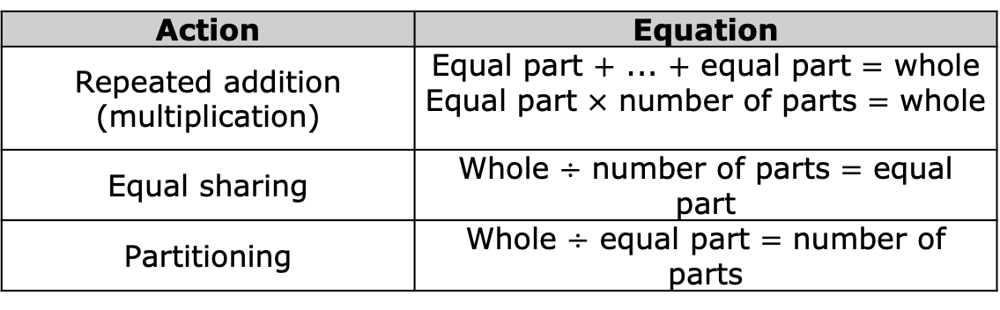 Action
Equation
Repeated addition
(multiplication)
Equal part + ... + equal part = whole
Equal part × number of parts = whole
Equal sharing
Whole ÷ number of parts = equal
part
Partitioning
Whole ÷ equal part = number of
parts